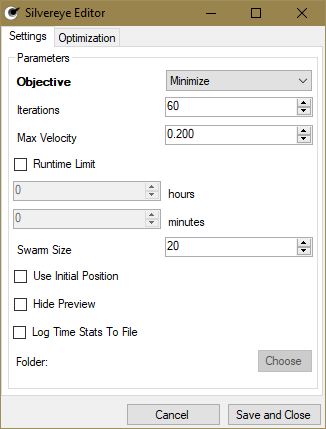 Silvereye Editor
Settings Optimization
Parameters
Objective Minimize
Iterations 60
Max Velocity 0.200
Runtime Limit
0 hours
0 minutes
Swarm Size 20
Use Initial Position
Hide Preview
Log Time Stats To File
Folder: Choose
Cancel Save and Close